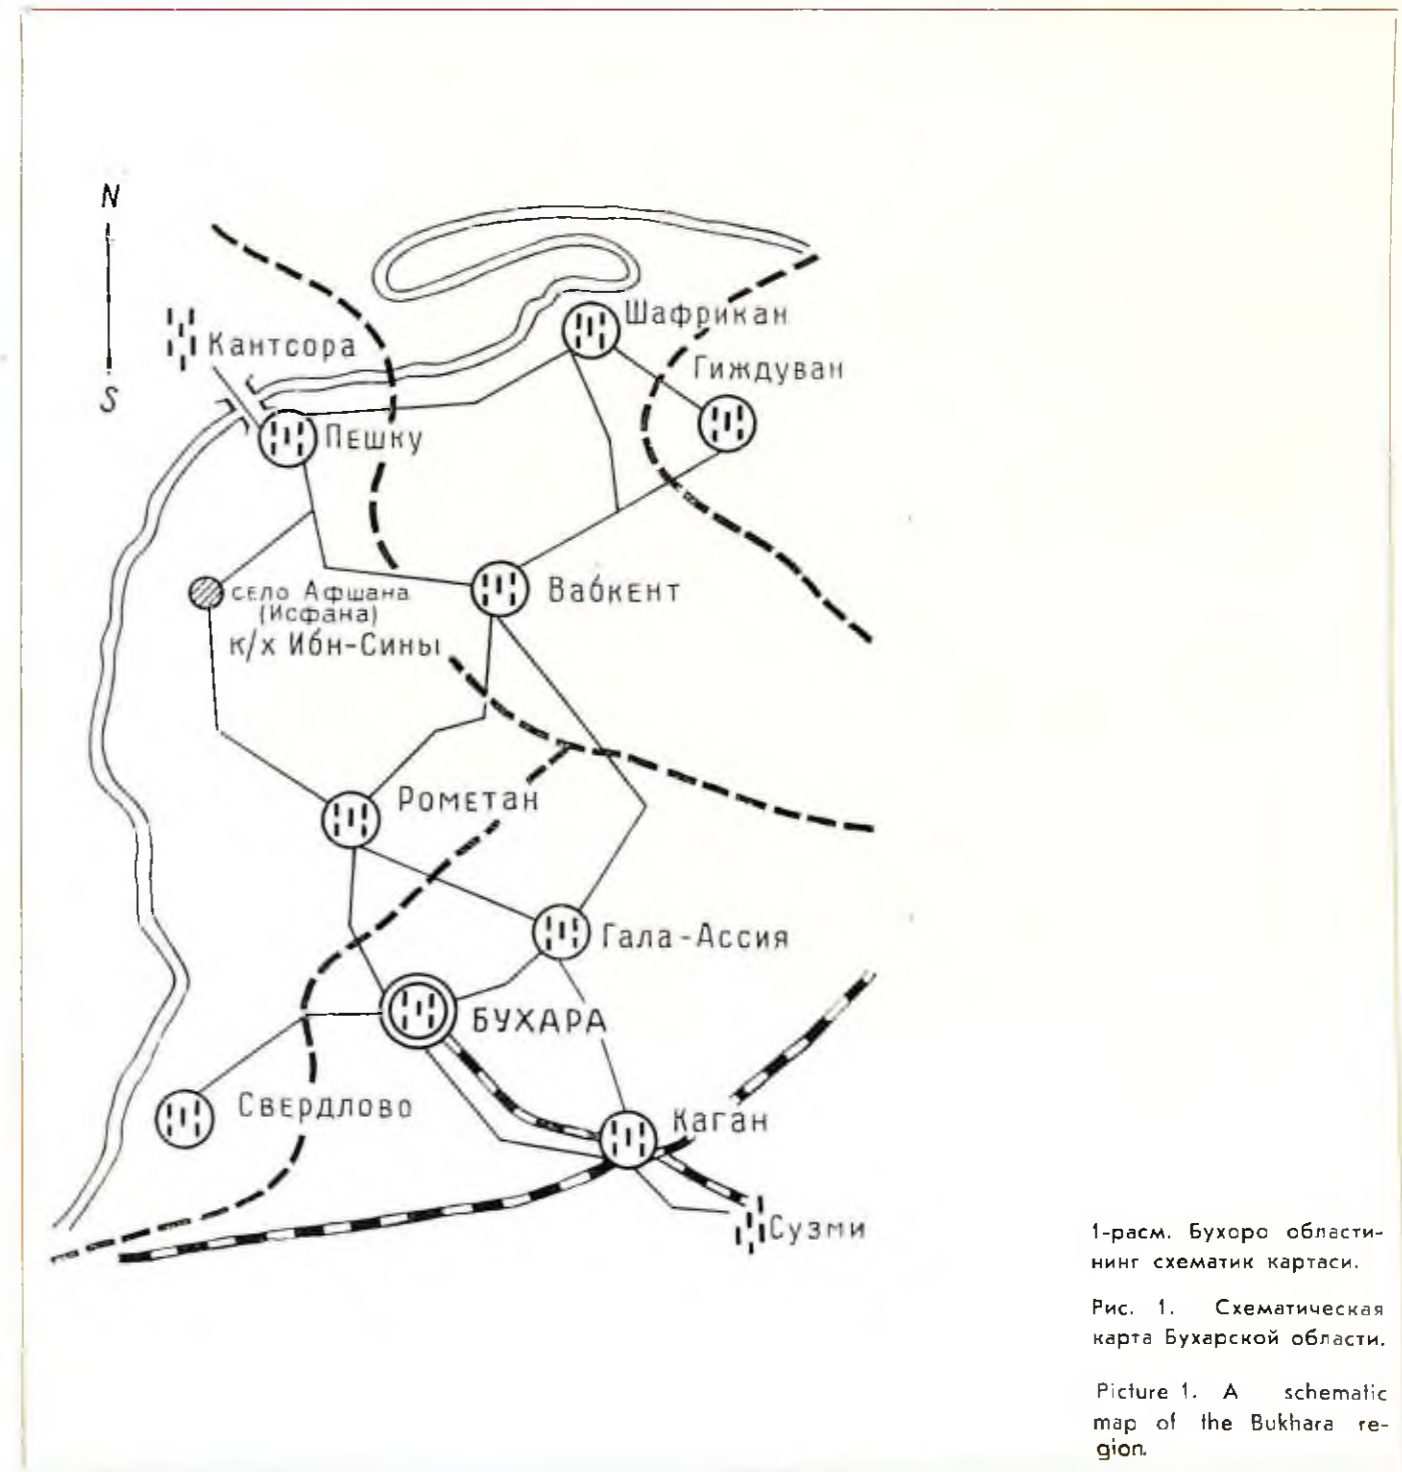 N
S
Кантсора
Шафрикан
Гиждуван
Пешку
село Афшана
(Исфана)
к/х Ибн-Сины
Вабкент
Рометан
Гала-Ассия
БУХАРА
Свердлово
Каган
Сузми
1-расм. Бухоро области-
нинг схематик картаси.
Рис. 1. Схематическая
карта Бухарской области.
Picture 1. A schematic
map of the Bukhara re-
gion.